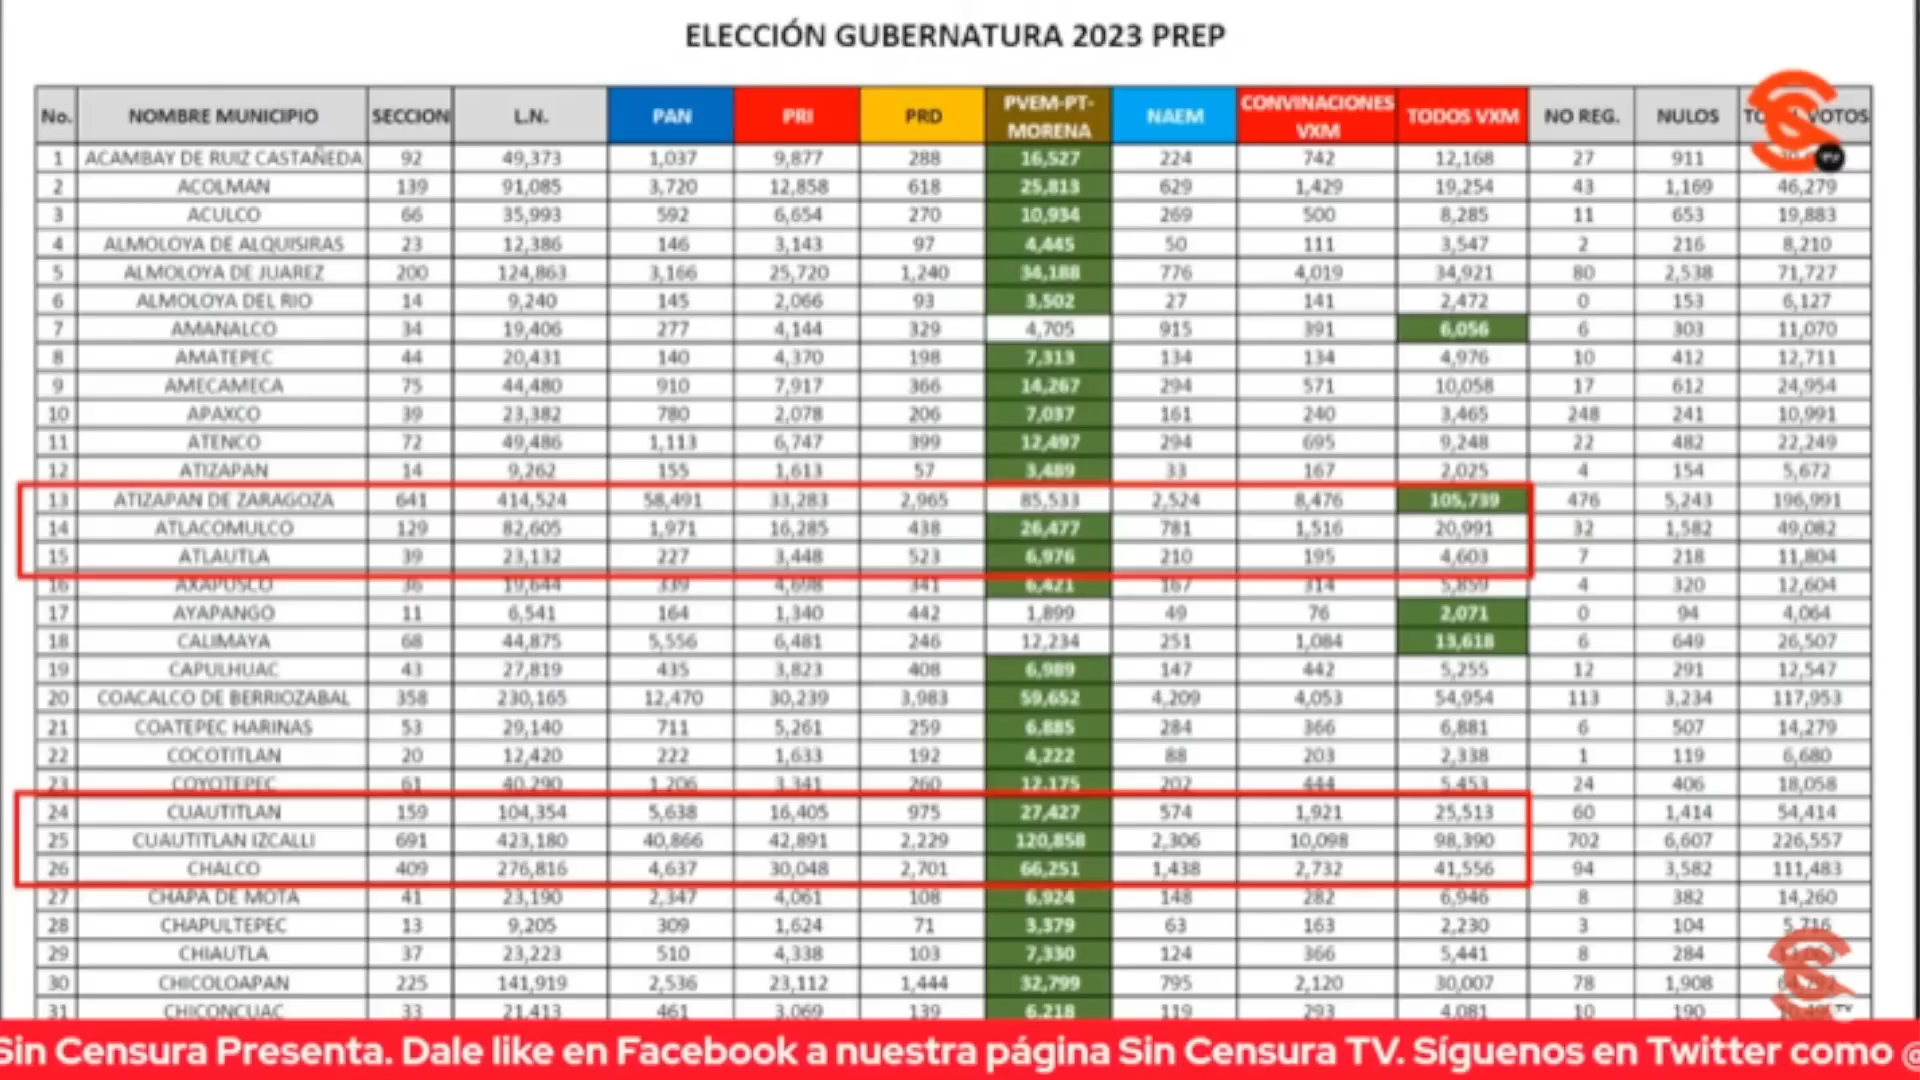 ELECCIÓN GUBERNATURA 2023 PREP
No. NOMBRE MUNICIPIO SECCION L.N. PAN PRI PRD PVEM-PT-MORENA NAEM CONVINACIONES VXM TODOS VXM NO REG. NULOS VOTOS
1 ACAMBAY DE RUIZ CASTAÑEDA 92 49,373 1,037 9,877 288 16,527 224 742 12,168 27 911
2 ACOLMAN 139 91,085 3,720 12,858 618 25,813 629 1,429 19,254 43 1,169 46,279
3 ACULCO 66 35,993 592 6,654 270 10,934 269 500 8,285 11 653 19,883
4 ALMOLOYA DE ALQUISIRAS 23 12,386 146 3,143 97 4,445 50 111 3,547 2 216 8,210
5 ALMOLOYA DE JUAREZ 200 124,863 3,166 25,720 1,240 34,188 776 4,019 34,921 80 2,538 71,727
6 ALMOLOYA DEL RIO 14 9,240 145 2,066 93 3,502 27 141 2,472 0 153 6,127
7 AMANALCO 34 19,406 277 4,144 329 4,705 915 391 6,056 6 303 11,070
8 AMATEPEC 44 20,431 140 4,370 198 7,313 134 134 4,976 10 412 12,711
9 AMECAMECA 75 44,480 910 7,917 366 14,267 294 571 10,058 17 612 24,954
10 APAXCO 39 23,382 780 2,078 206 7,037 161 240 3,465 248 241 10,991
11 ATENCO 72 49,486 1,113 6,747 399 12,497 294 695 9,248 22 482 22,249
12 ATIZAPAN 14 9,262 155 1,613 57 3,489 33 167 2,025 4 154 5,672
13 ATIZAPAN DE ZARAGOZA 641 414,524 58,491 33,283 2,965 85,533 2,524 8,476 105,739 476 5,243 196,991
14 ATLACOMULCO 129 82,605 1,971 16,285 438 26,477 781 1,516 20,991 32 1,582 49,082
15 ATLAUTLA 39 23,132 227 3,448 523 6,976 210 195 4,603 7 218 11,804
16 AXAPUSCO 36 19,644 339 4,698 341 6,421 167 314 5,859 4 320 12,604
17 AYAPANGO 11 6,541 164 1,340 442 1,899 49 76 2,071 0 94 4,064
18 CALIMAYA 68 44,875 5,556 6,481 246 12,234 251 1,084 13,618 6 649 26,507
19 CAPULHUAC 43 27,819 435 3,823 408 6,989 147 442 5,255 12 291 12,547
20 COACALCO DE BERRIOZABAL 358 230,165 12,470 30,239 3,983 59,652 4,209 4,053 54,954 113 3,234 117,953
21 COATEPEC HARINAS 53 29,140 711 5,261 259 6,885 284 366 6,881 6 507 14,279
22 COCOTITLAN 20 12,420 222 1,633 192 4,222 88 203 2,338 1 119 6,680
23 COYOTEPEC 61 40,290 1,206 3,341 260 12,175 202 444 5,453 24 406 18,058
24 CUAUTITLAN 159 104,354 5,638 16,405 975 27,427 574 1,921 25,513 60 1,414 54,414
25 CUAUTITLAN IZCALLI 691 423,180 40,866 42,891 2,229 120,858 2,306 10,098 98,390 702 6,607 226,557
26 CHALCO 409 276,816 4,637 30,048 2,701 66,251 1,438 2,732 41,556 94 3,582 111,483
27 CHAPA DE MOTA 41 23,190 2,347 4,061 108 6,924 148 282 6,946 8 382 14,260
28 CHAPULTEPEC 13 9,205 309 1,624 71 3,379 63 163 2,230 3 104 5,716
29 CHIAUTLA 37 23,223 510 4,338 103 7,330 124 366 5,441 8 284
30 CHICOLOAPAN 225 141,919 2,536 23,112 1,444 32,799 795 2,120 30,007 78 1,908
31 CHICONCUAC 33 21,413 461 3,069 139 6,218 119 293 4,081 10 190
Sin Censura Presenta. Dale like en Facebook a nuestra página Sin Censura TV. Síguenos en Twitter como @